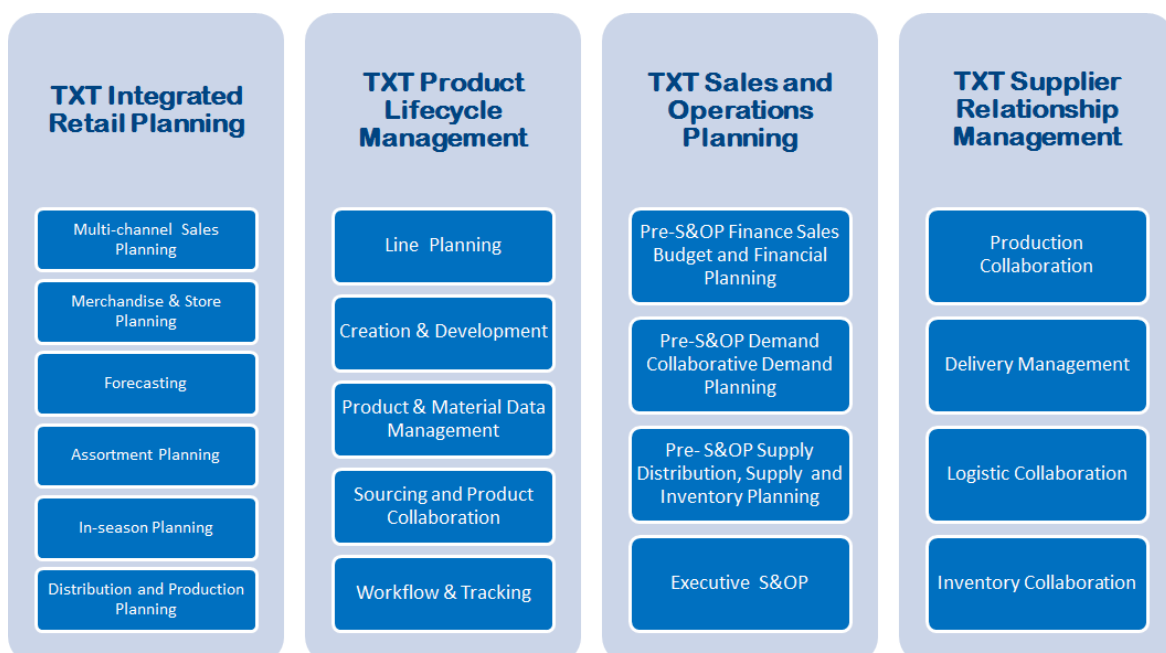 TXT Integrated
Retail Planning
Multi-channel Sales
Planning
Merchandise & Store
Planning
Forecasting
Assortment Planning
In-season Planning
Distribution and Production
Planning
TXT Product
Lifecycle
Management
Line Planning
Creation & Development
Product & Material Data
Management
Sourcing and Product
Collaboration
Workflow & Tracking
TXT Sales and
Operations
Planning
Pre-S&OP Finance Sales
Budget and Financial
Planning
Pre-S&OP Demand
Collaborative Demand
Planning
Pre- S&OP Supply
Distribution, Supply and
Inventory Planning
Executive S&OP
TXT Supplier
Relationship
Management
Production
Collaboration
Delivery Management
Logistic Collaboration
Inventory Collaboration